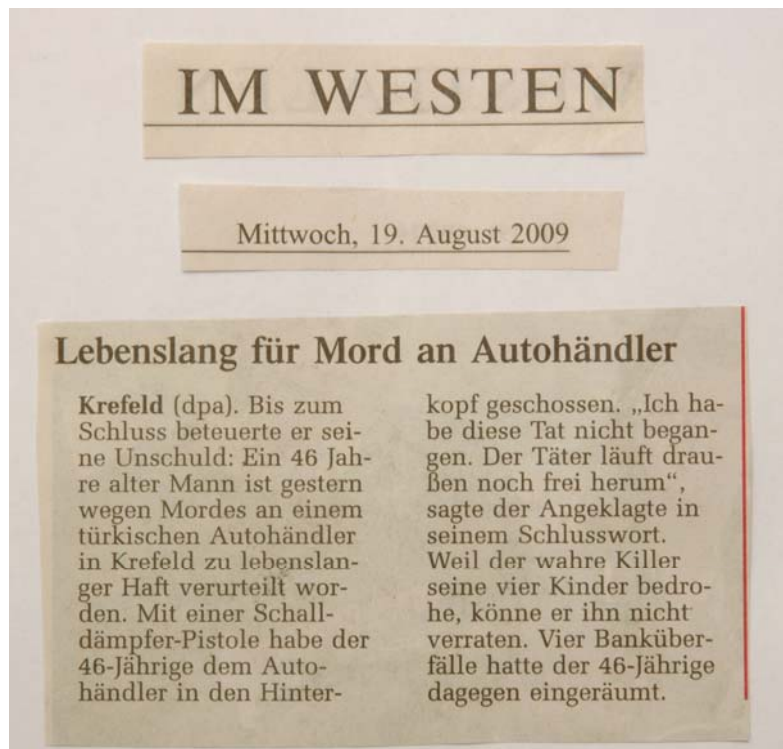 IM WESTEN
Mittwoch, 19. August 2009
Lebenslang für Mord an Autohändler
Krefeld (dpa). Bis zum
Schluss beteuerte er sei-
ne Unschuld: Ein 46 Jah-
re alter Mann ist gestern
wegen Mordes an einem
türkischen Autohändler
in Krefeld zu lebenslan-
ger Haft verurteilt wor-
den. Mit einer Schall-
dämpfer-Pistole habe der
46-Jährige dem Auto-
händler in den Hinter-
kopf geschossen. „Ich ha-
be diese Tat nicht began-
gen. Der Täter läuft drau-
ßen noch frei herum“,
sagte der Angeklagte in
seinem Schlusswort.
Weil der wahre Killer
seine vier Kinder bedro-
he, könne er ihn nicht
verraten. Vier Banküber-
fälle hatte der 46-Jährige
dagegen eingeräumt.